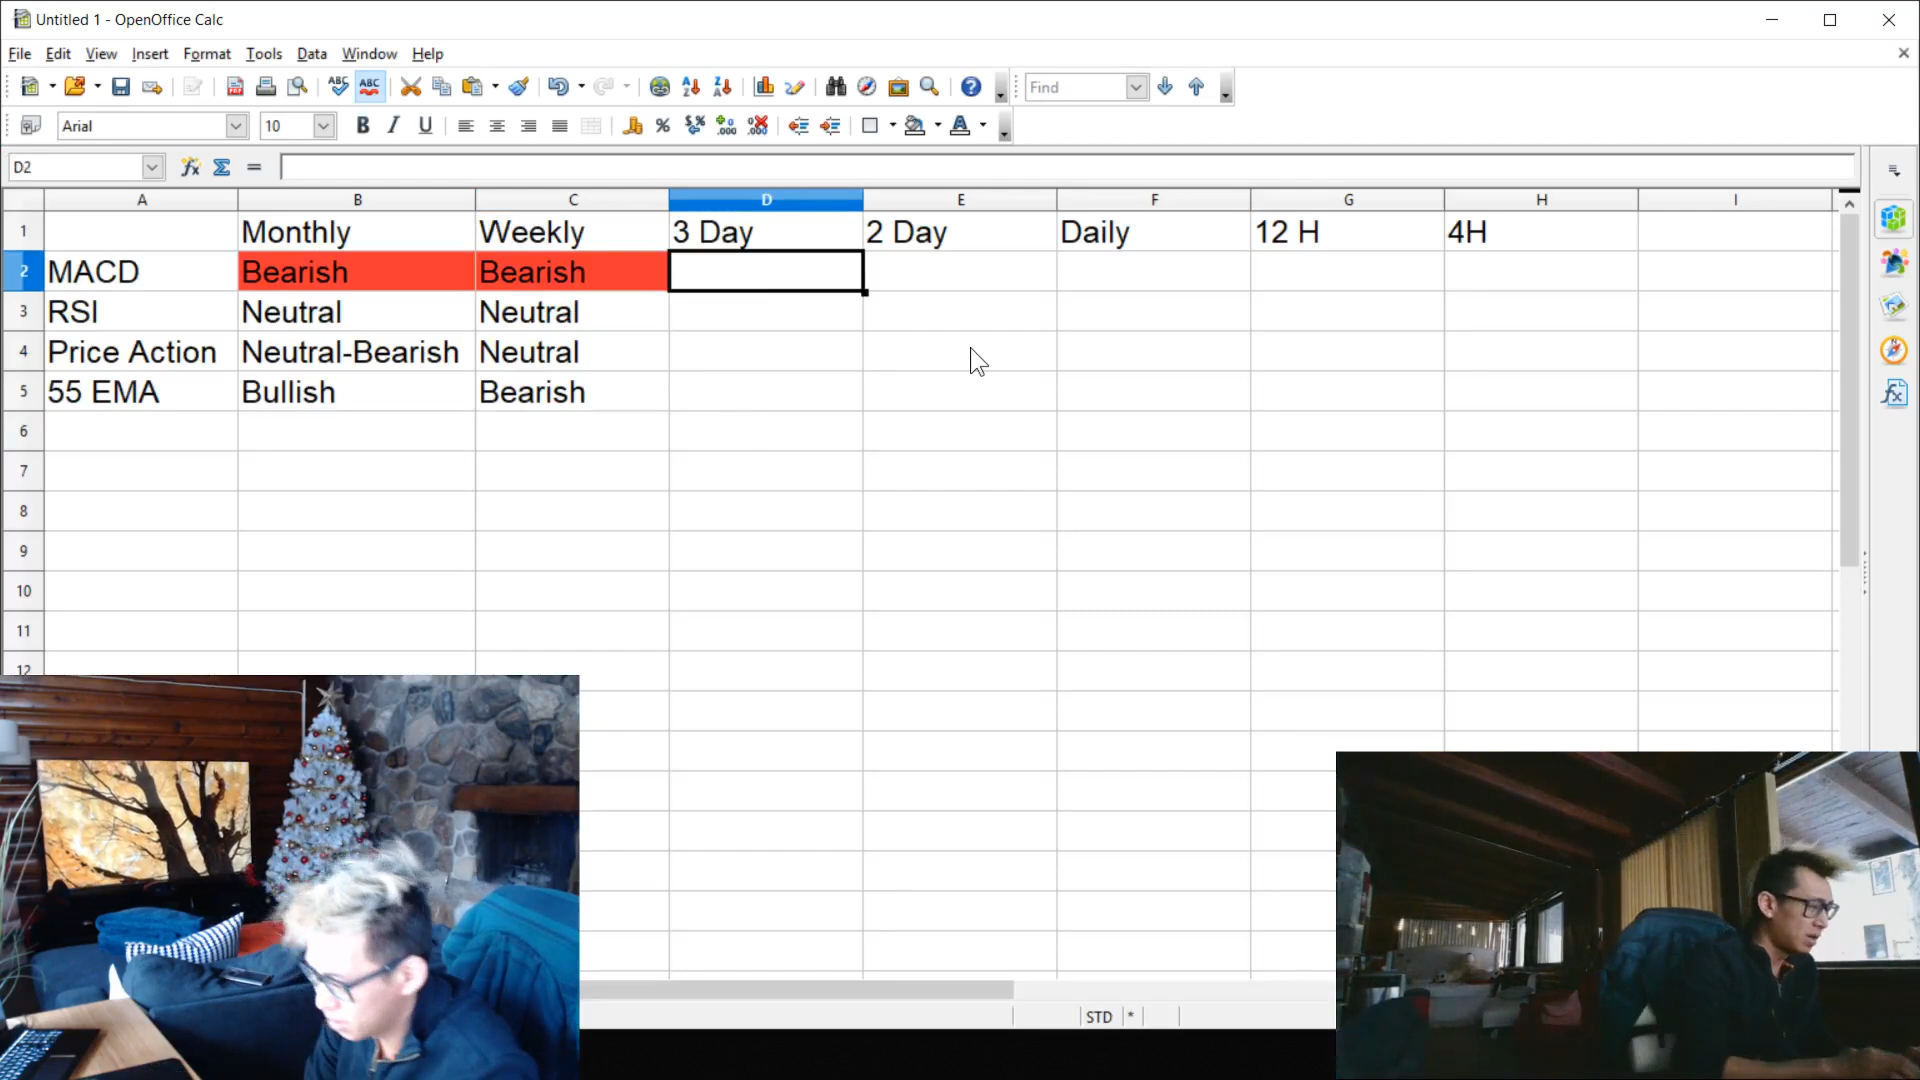 Untitled 1 - OpenOffice Calc
File Edit View Insert Format Tools Data Window Help
Find
Arial 10
D2
A B C D E F G H I
1 Monthly Weekly 3 Day 2 Day Daily 12 H 4H
2 MACD Bearish Bearish
3 RSI Neutral Neutral
4 Price Action Neutral-Bearish Neutral
5 55 EMA Bullish Bearish
6
7
8
9
10
11
12
STD *